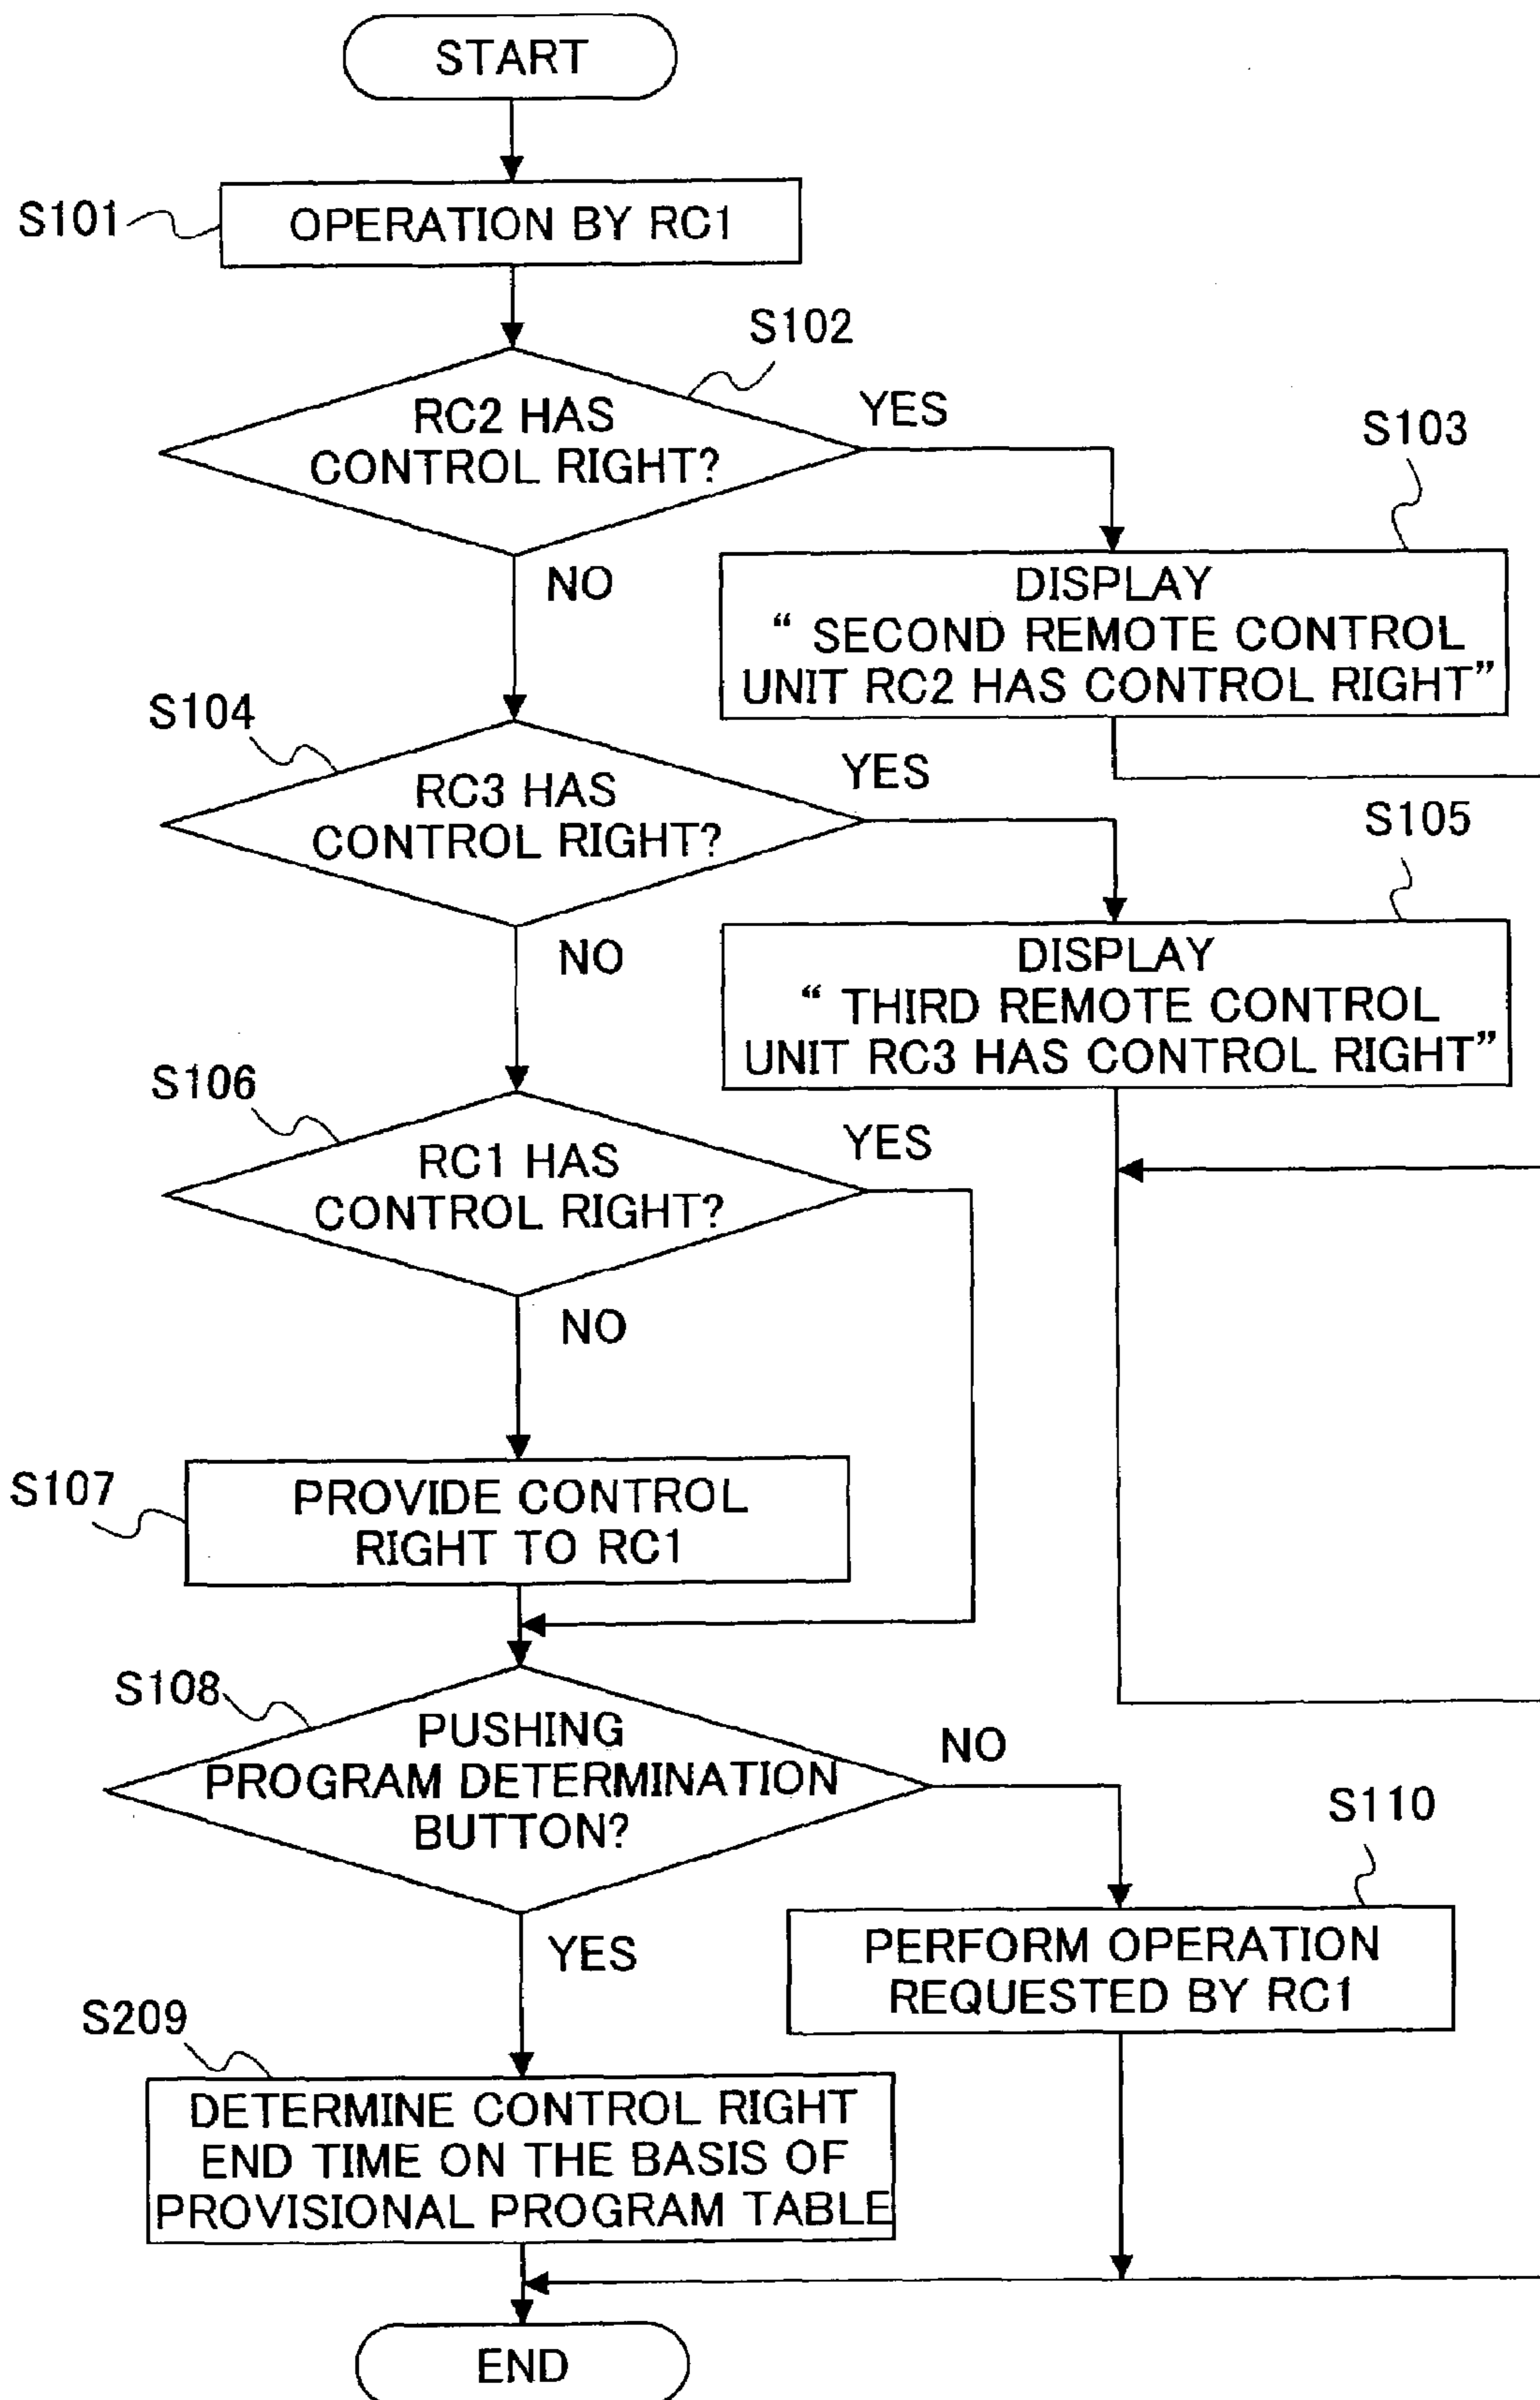 START
S101
OPERATION BY RC1
S102
RC2 HAS
CONTROL RIGHT?
YES
NO
S103
DISPLAY
“ SECOND REMOTE CONTROL
UNIT RC2 HAS CONTROL RIGHT”
S104
RC3 HAS
CONTROL RIGHT?
YES
NO
S105
DISPLAY
“ THIRD REMOTE CONTROL
UNIT RC3 HAS CONTROL RIGHT”
S106
RC1 HAS
CONTROL RIGHT?
YES
NO
S107
PROVIDE CONTROL
RIGHT TO RC1
S108
PUSHING
PROGRAM DETERMINATION
BUTTON?
NO
YES
S110
PERFORM OPERATION
REQUESTED BY RC1
S209
DETERMINE CONTROL RIGHT
END TIME ON THE BASIS OF
PROVISIONAL PROGRAM TABLE
END